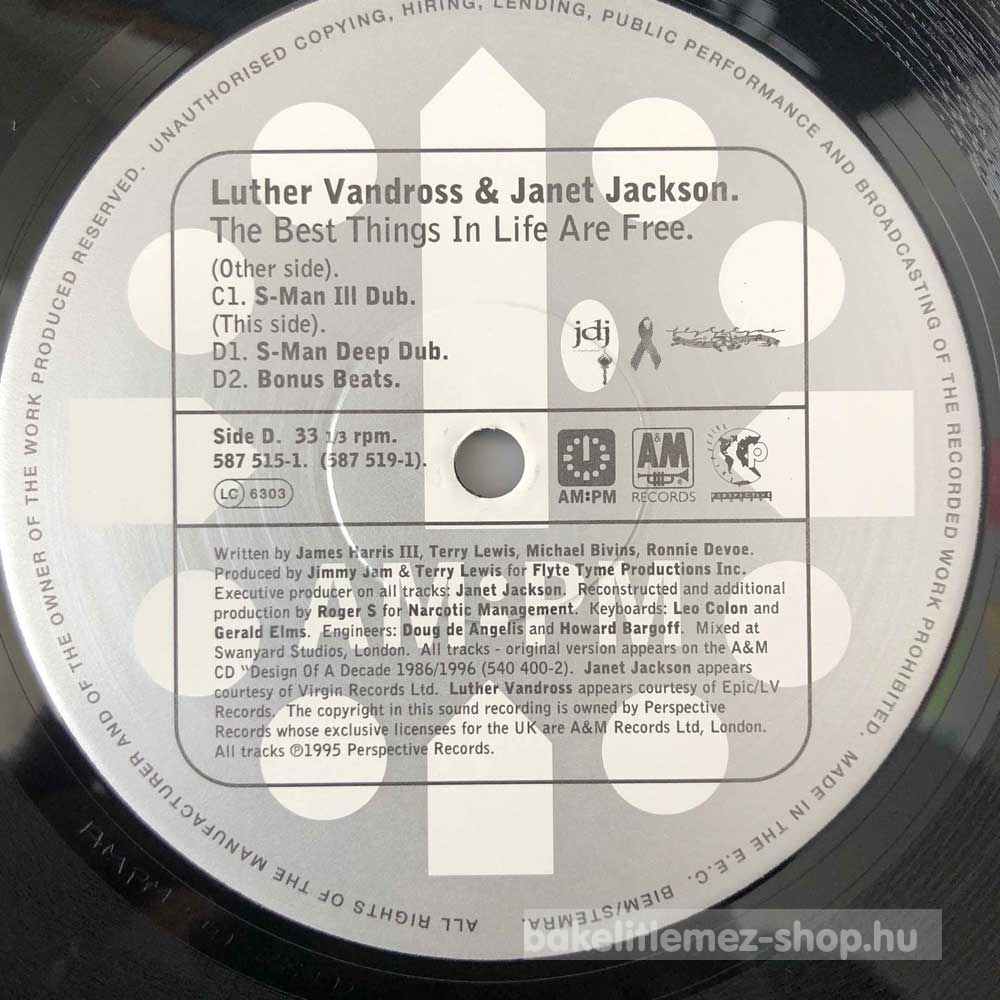 UNAUTHORISED COPYING, HIRING, LENDING, PUBLIC PERFORMANCE AND BROADCASTING OF THE RECORDED WORK PROHIBITED. MADE IN THE E.E.C. BIEM/STEMRA.
ALL RIGHTS OF THE MANUFACTURER AND OF THE OWNER OF THE WORK PRODUCED RESERVED.
Luther Vandross & Janet Jackson.
The Best Things In Life Are Free.
(Other side).
C1. S-Man Ill Dub.
(This side).
D1. S-Man Deep Dub.
D2. Bonus Beats.
jdj
Side D. 33 1/3 rpm.
587 515-1. (587 519-1).
LC 6303
AM:PM
A&M
RECORDS
AM:PM
Written by James Harris III, Terry Lewis, Michael Bivins, Ronnie Devoe.
Produced by Jimmy Jam & Terry Lewis for Flyte Tyme Productions Inc.
Executive producer on all tracks: Janet Jackson. Reconstructed and additional
production by Roger S for Narcotic Management. Keyboards: Leo Colon and
Gerald Elms. Engineers: Doug de Angelis and Howard Bargoff. Mixed at
Swanyard Studios, London. All tracks - original version appears on the A&M
CD "Design Of A Decade 1986/1996 (540 400-2). Janet Jackson appears
courtesy of Virgin Records Ltd. Luther Vandross appears courtesy of Epic/LV
Records. The copyright in this sound recording is owned by Perspective
Records whose exclusive licensees for the UK are A&M Records Ltd, London.
All tracks ℗1995 Perspective Records.
bakelitlemez-shop.hu